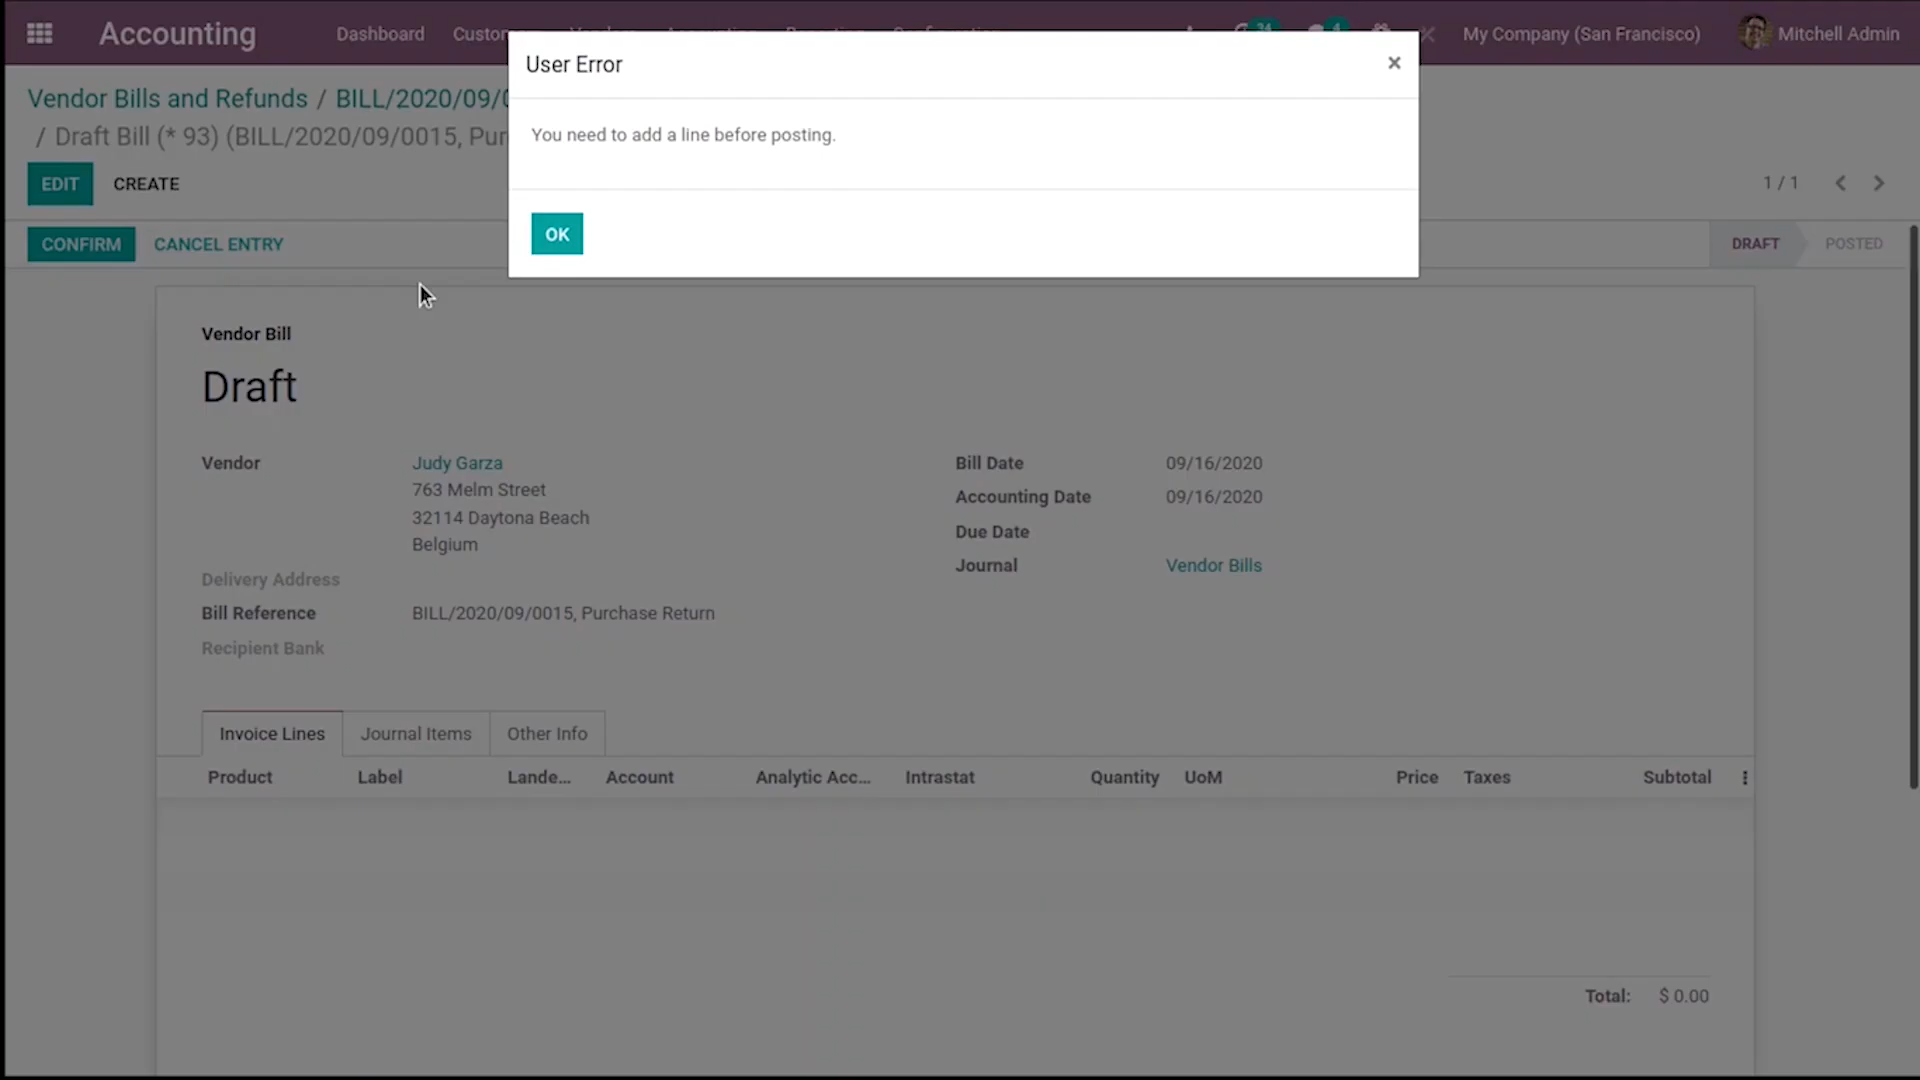 Accounting
Dashboard
My Company (San Francisco)
Mitchell Admin
User Error
×
You need to add a line before posting.
OK
Vendor Bills and Refunds / BILL/2020/09/
/ Draft Bill (* 93) (BILL/2020/09/0015, Pur
EDIT
CREATE
1 / 1
CONFIRM
CANCEL ENTRY
DRAFT
POSTED
Vendor Bill
Draft
Vendor
Judy Garza
763 Melm Street
32114 Daytona Beach
Belgium
Delivery Address
Bill Reference
BILL/2020/09/0015, Purchase Return
Recipient Bank
Bill Date
09/16/2020
Accounting Date
09/16/2020
Due Date
Journal
Vendor Bills
Invoice Lines
Journal Items
Other Info
Product
Label
Lande...
Account
Analytic Acc...
Intrastat
Quantity
UoM
Price
Taxes
Subtotal
Total:
$ 0.00